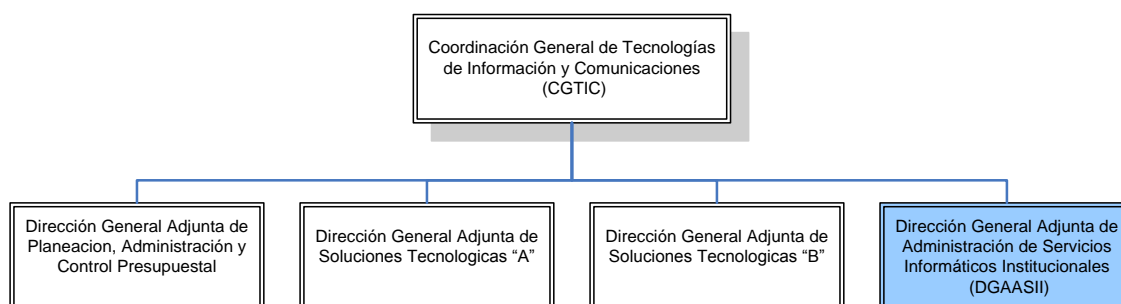 Coordinación General de Tecnologías
de Información y Comunicaciones
(CGTIC)
Dirección General Adjunta de
Planeacion, Administración y
Control Presupuestal
Dirección General Adjunta de
Soluciones Tecnologicas “A”
Dirección General Adjunta de
Soluciones Tecnologicas “B”
Dirección General Adjunta de
Administración de Servicios
Informáticos Institucionales
(DGAASII)